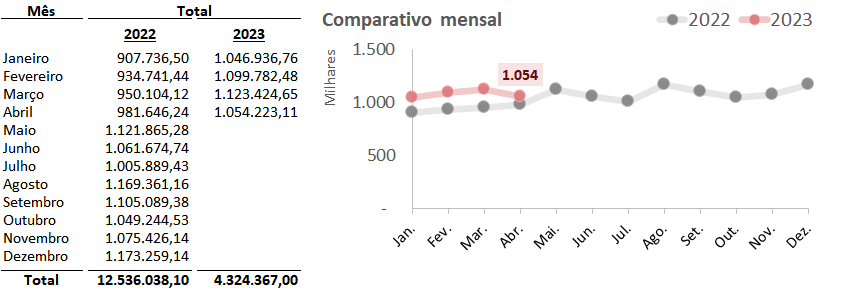 Mês Total
2022 2023
Janeiro 907.736,50 1.046.936,76
Fevereiro 934.741,44 1.099.782,48
Março 950.104,12 1.123.424,65
Abril 981.646,24 1.054.223,11
Maio 1.121.865,28
Junho 1.061.674,74
Julho 1.005.889,43
Agosto 1.169.361,16
Setembro 1.105.089,38
Outubro 1.049.244,53
Novembro 1.075.426,14
Dezembro 1.173.259,14
Total 12.536.038,10 4.324.367,00
Comparativo mensal
2022 2023
Milhares
1.500
1.000
500
-
1.054
Jan. Fev. Mar. Abr. Mai. Jun. Jul. Ago. Set. Out. Nov. Dez.